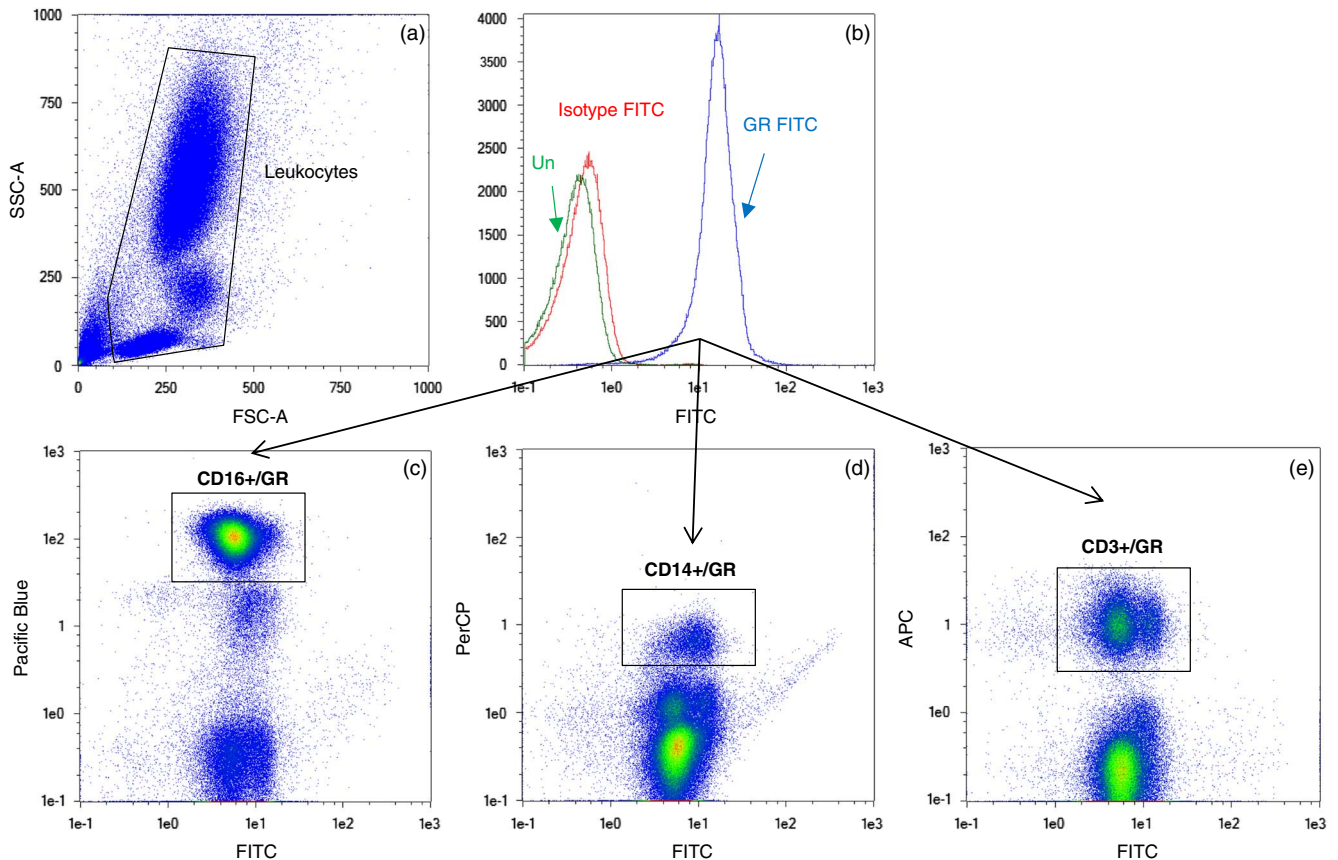 (a)
1000
750
500
250
0
SSC-A
Leukocytes
0
250
500
750
1000
FSC-A
(b)
4000
3500
3000
2500
2000
1500
1000
500
0
Isotype FITC
GR FITC
Un
1e-1
1e0
1e1
1e2
1e3
FITC
(c)
CD16+/GR
1e3
1e2
1
1e0
1e-1
Pacific Blue
1e-1
1e0
1e1
1e2
1e3
FITC
(d)
CD14+/GR
1e3
1e2
1
1e0
1e-1
PerCP
1e-1
1e0
1e1
1e2
1e3
FITC
(e)
CD3+/GR
1e3
1e2
1
1e0
1e-1
APC
1e-1
1e0
1e1
1e2
1e3
FITC